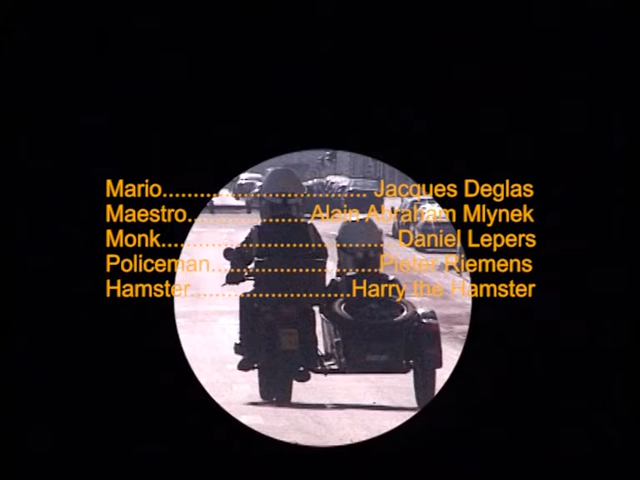 Mario....................................Jacques Deglas
Maestro.....................Alain Abraham Mlynek
Monk.......................................Daniel Lepers
Policeman............................Pieter Riemens
Hamster..........................Harry the Hamster